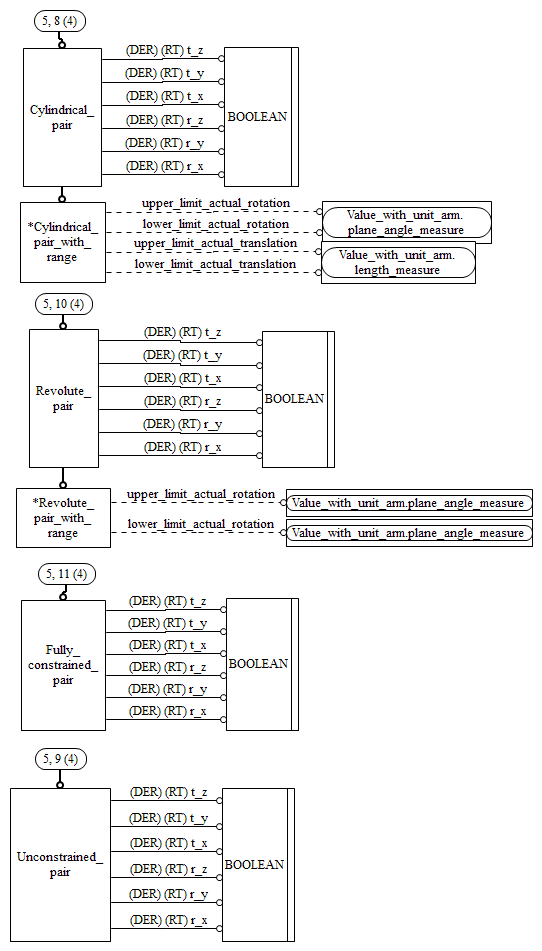 5, 8 (4)
(DER) (RT) t_z
(DER) (RT) t_y
(DER) (RT) t_x
(DER) (RT) r_z
(DER) (RT) r_y
(DER) (RT) r_x
Cylindrical_
pair
BOOLEAN
*Cylindrical_
pair_with_
range
upper_limit_actual_rotation
lower_limit_actual_rotation
upper_limit_actual_translation
lower_limit_actual_translation
Value_with_unit_arm.
plane_angle_measure
Value_with_unit_arm.
length_measure
5, 10 (4)
(DER) (RT) t_z
(DER) (RT) t_y
(DER) (RT) t_x
(DER) (RT) r_z
(DER) (RT) r_y
(DER) (RT) r_x
Revolute_
pair
BOOLEAN
*Revolute_
pair_with_
range
upper_limit_actual_rotation
lower_limit_actual_rotation
Value_with_unit_arm.plane_angle_measure
Value_with_unit_arm.plane_angle_measure
5, 11 (4)
(DER) (RT) t_z
(DER) (RT) t_y
(DER) (RT) t_x
(DER) (RT) r_z
(DER) (RT) r_y
(DER) (RT) r_x
Fully_
constrained_
pair
BOOLEAN
5, 9 (4)
(DER) (RT) t_z
(DER) (RT) t_y
(DER) (RT) t_x
(DER) (RT) r_z
(DER) (RT) r_y
(DER) (RT) r_x
Unconstrained_
pair
BOOLEAN